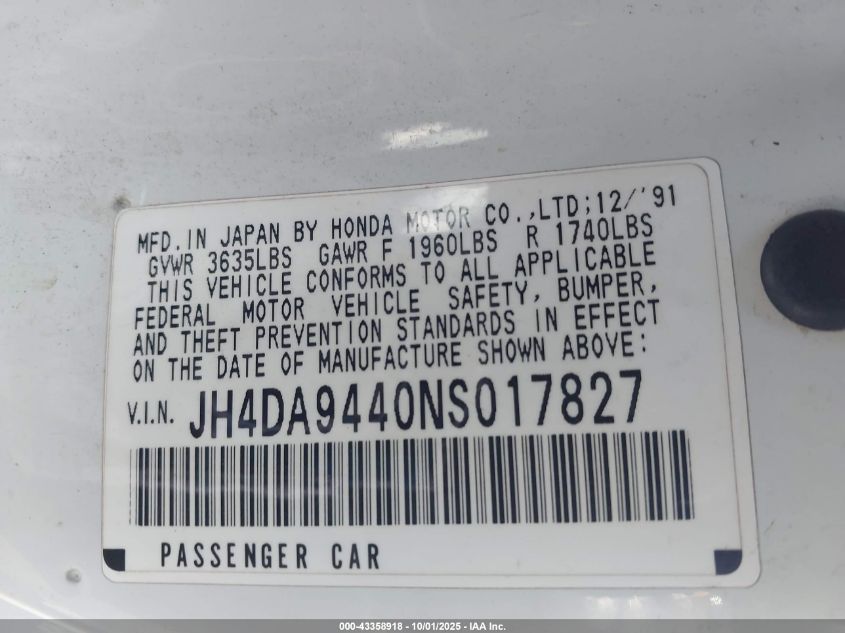 MFD. IN JAPAN BY HONDA MOTOR CO.,LTD;12/'91
GVWR 3635LBS GAWR F 1960LBS R 1740LBS
THIS VEHICLE CONFORMS TO ALL APPLICABLE
FEDERAL MOTOR VEHICLE SAFETY, BUMPER,
AND THEFT PREVENTION STANDARDS IN EFFECT
ON THE DATE OF MANUFACTURE SHOWN ABOVE:
V.I.N. JH4DA9440NS017827
PASSENGER CAR
000-43358918 - 10/01/2025 - IAA Inc.